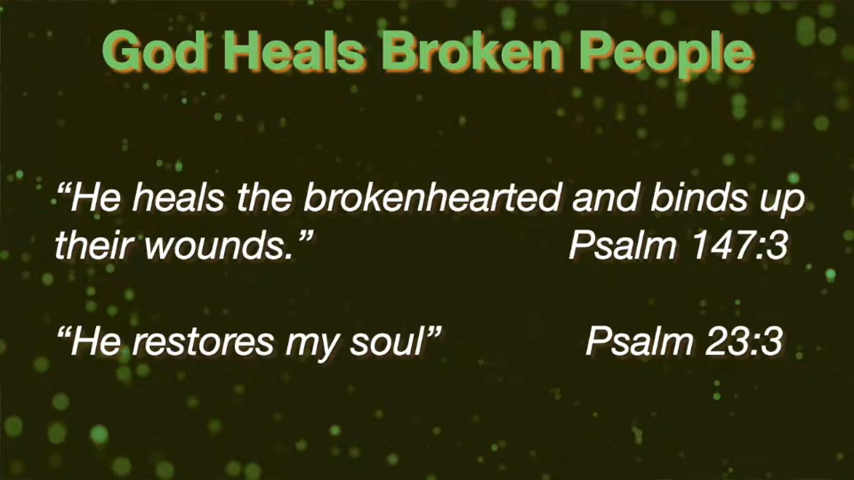 God Heals Broken People
“He heals the brokenhearted and binds up
their wounds.” Psalm 147:3
“He restores my soul” Psalm 23:3